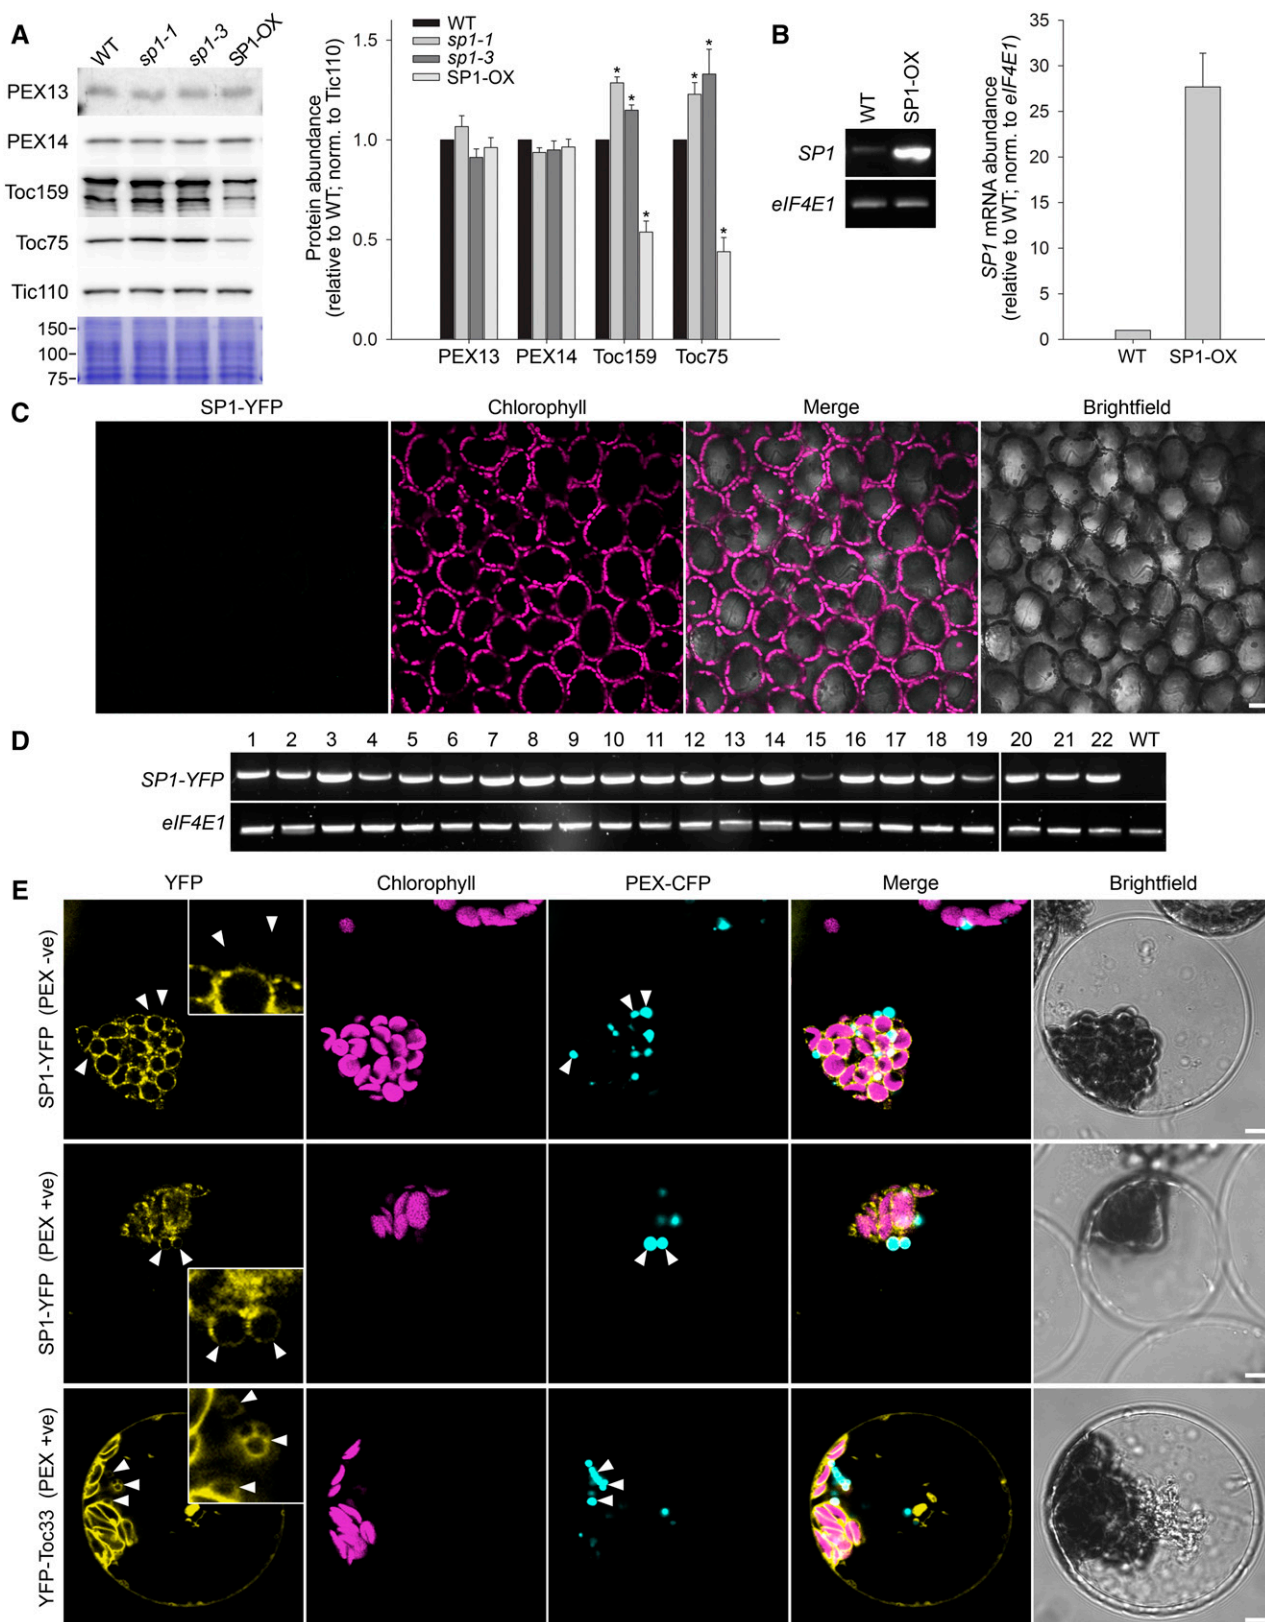 A
WT
sp1-1
sp1-3
SP1-OX
PEX13
PEX14
Toc159
Toc75
Tic110
150
100
75
Protein abundance
(relative to WT; norm. to Tic110)
1.5
1.0
0.5
0.0
WT
sp1-1
sp1-3
SP1-OX
* * * * * *
PEX13 PEX14 Toc159 Toc75
B
WT
SP1-OX
SP1
eIF4E1
SP1 mRNA abundance
(relative to WT; norm. to eIF4E1)
35
30
25
20
15
10
5
0
WT SP1-OX
C
SP1-YFP Chlorophyll Merge Brightfield
D
1 2 3 4 5 6 7 8 9 10 11 12 13 14 15 16 17 18 19 20 21 22 WT
SP1-YFP
eIF4E1
E
YFP Chlorophyll PEX-CFP Merge Brightfield
SP1-YFP (PEX -ve)
SP1-YFP (PEX +ve)
YFP-Toc33 (PEX +ve)